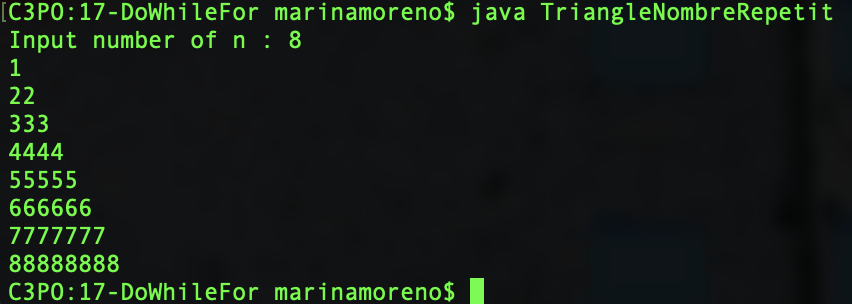 [C3PO:17-DoWhileFor marinamoreno$ java TriangleNombreRepetit
Input number of n : 8
1
22
333
4444
55555
666666
7777777
88888888
C3PO:17-DoWhileFor marinamoreno$